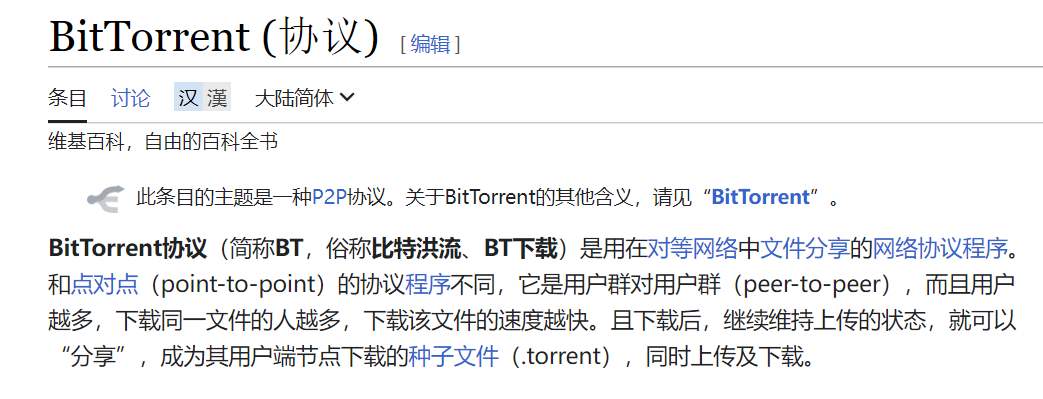 BitTorrent (协议) [ 编辑 ]
条目 讨论 汉 漢 大陆简体
维基百科，自由的百科全书
此条目的主题是一种P2P协议。关于BitTorrent的其他含义，请见“BitTorrent”。
BitTorrent协议（简称BT，俗称比特洪流、BT下载）是用在对等网络中文件分享的网络协议程序。
和点对点（point-to-point）的协议程序不同，它是用户群对用户群（peer-to-peer），而且用户
越多，下载同一文件的人越多，下载该文件的速度越快。且下载后，继续维持上传的状态，就可以
“分享”，成为其用户端节点下载的种子文件（.torrent），同时上传及下载。